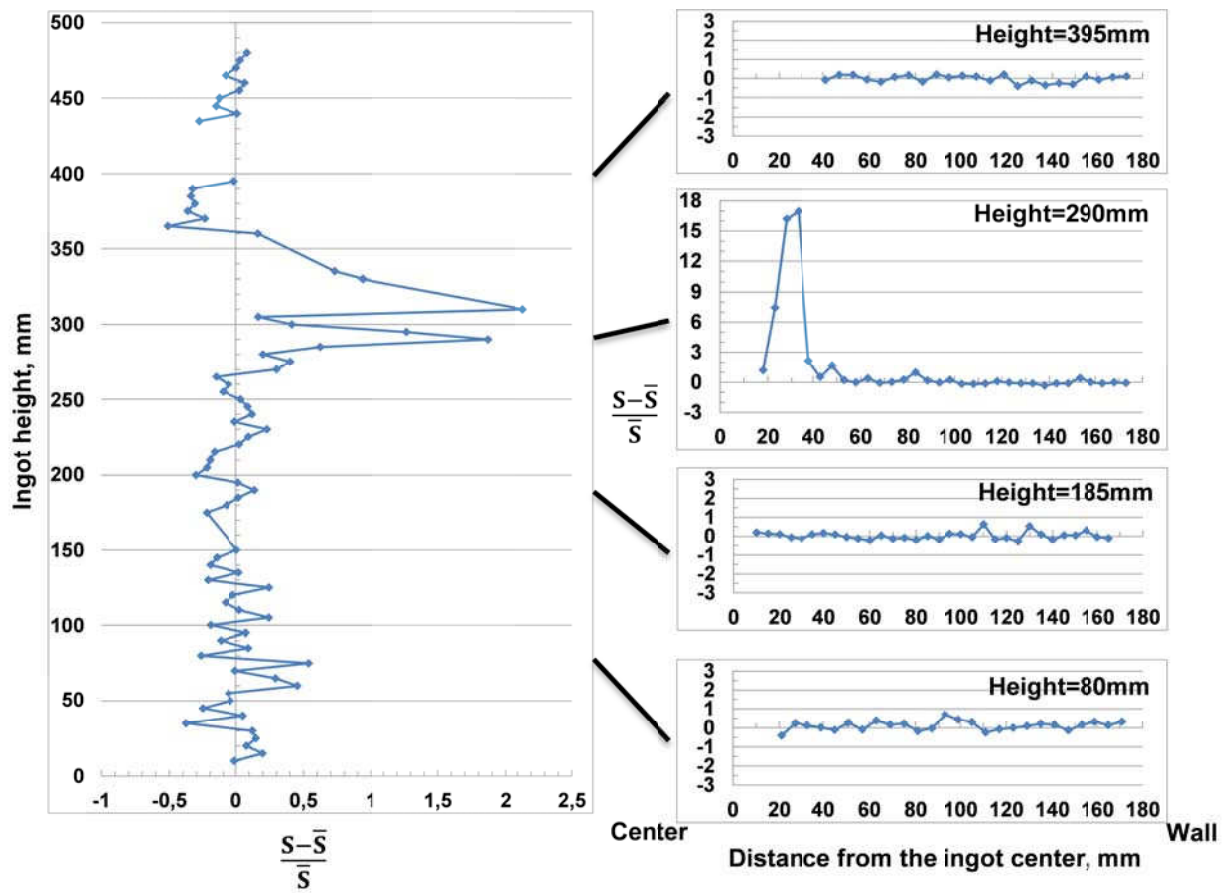 500
450
400
350
300
250
200
150
100
50
0
Ingot height, mm
-1 -0,5 0 0,5 1 1,5 2 2,5
S−S̅
S̅
Height=395mm
3
2
1
0
-1
-2
-3
0 20 40 60 80 100 120 140 160 180
Height=290mm
18
15
12
9
6
3
0
-3
0 20 40 60 80 100 120 140 160 180
S−S̅
S̅
Height=185mm
3
2
1
0
-1
-2
-3
0 20 40 60 80 100 120 140 160 180
Height=80mm
3
2
1
0
-1
-2
-3
0 20 40 60 80 100 120 140 160 180
Center Wall
Distance from the ingot center, mm